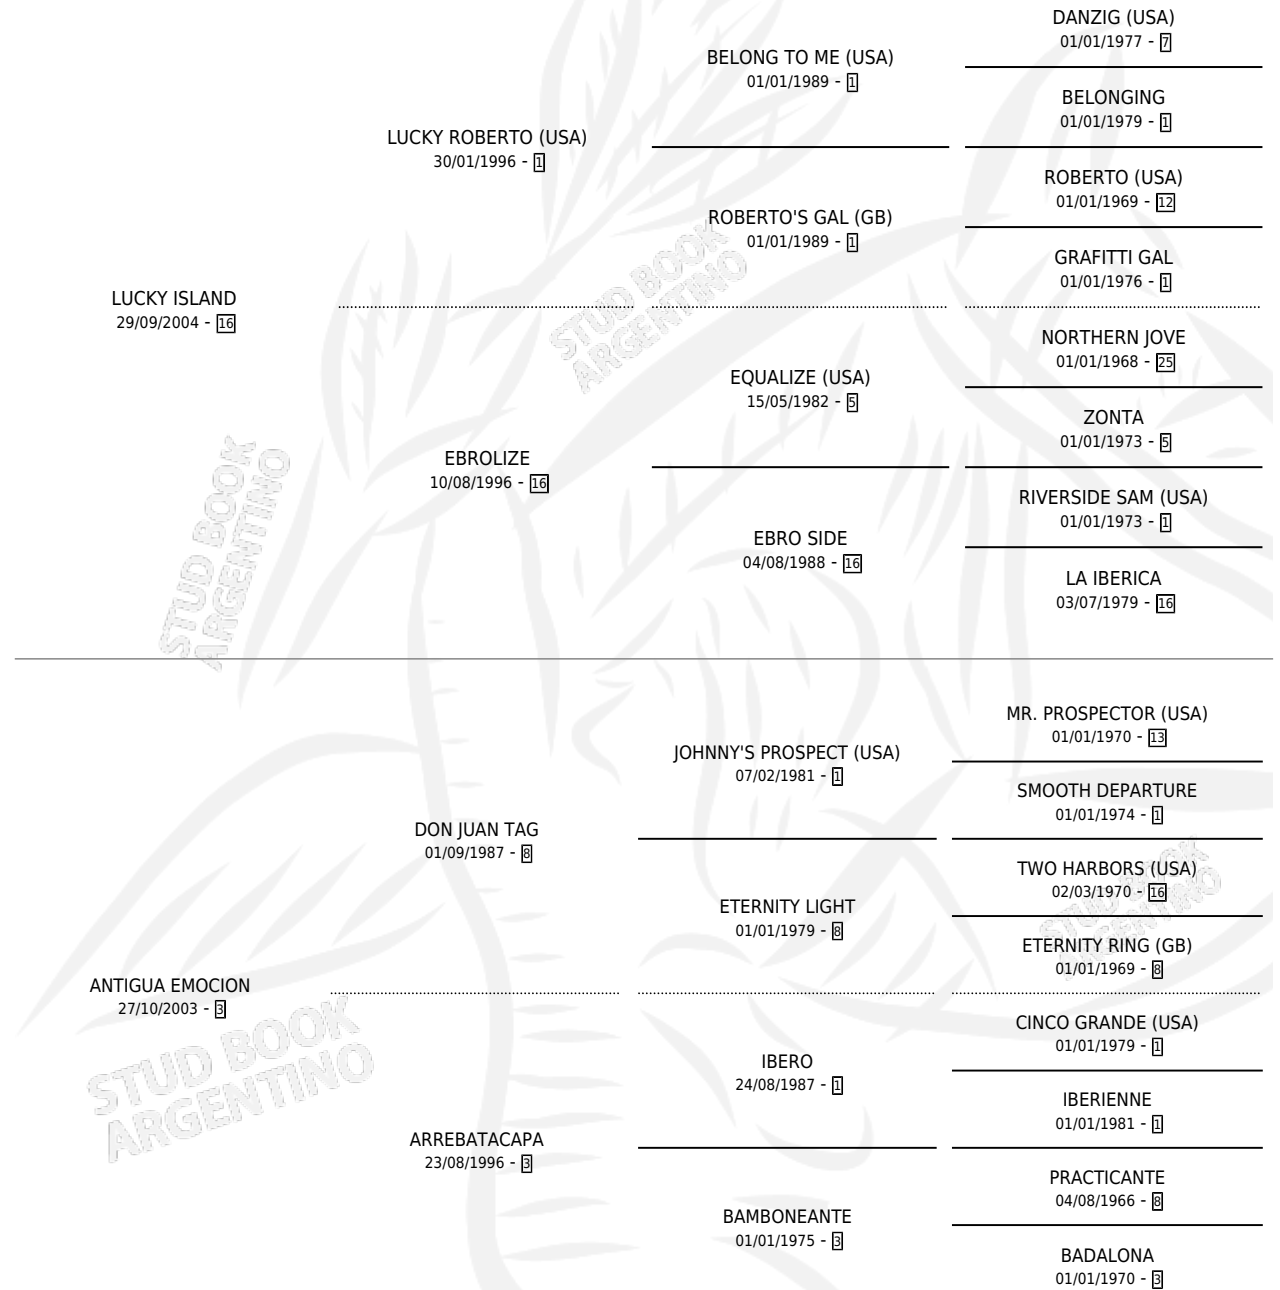 DANZIG (USA)
01/01/1977 - 7
BELONG TO ME (USA)
01/01/1989 - 1
BELONGING
01/01/1979 - 1
LUCKY ROBERTO (USA)
30/01/1996 - 1
ROBERTO (USA)
01/01/1969 - 12
ROBERTO'S GAL (GB)
01/01/1989 - 1
GRAFITTI GAL
01/01/1976 - 1
LUCKY ISLAND
29/09/2004 - 16
STUD BOOK
ARGENTINO
NORTHERN JOVE
01/01/1968 - 25
EQUALIZE (USA)
15/05/1982 - 5
ZONTA
01/01/1973 - 5
EBROLIZE
10/08/1996 - 16
RIVERSIDE SAM (USA)
01/01/1973 - 1
EBRO SIDE
04/08/1988 - 16
LA IBERICA
03/07/1979 - 16
STUD BOOK
ARGENTINO
MR. PROSPECTOR (USA)
01/01/1970 - 13
JOHNNY'S PROSPECT (USA)
07/02/1981 - 1
SMOOTH DEPARTURE
01/01/1974 - 1
DON JUAN TAG
01/09/1987 - 8
TWO HARBORS (USA)
02/03/1970 - 16
ETERNITY LIGHT
01/01/1979 - 8
STUD BOOK
ARGENTINO
ETERNITY RING (GB)
01/01/1969 - 8
ANTIGUA EMOCION
27/10/2003 - 3
CINCO GRANDE (USA)
01/01/1979 - 1
STUD BOOK
ARGENTINO
IBERO
24/08/1987 - 1
IBERIENNE
01/01/1981 - 1
ARREBATACAPA
23/08/1996 - 3
PRACTICANTE
04/08/1966 - 8
BAMBONEANTE
01/01/1975 - 3
BADALONA
01/01/1970 - 3